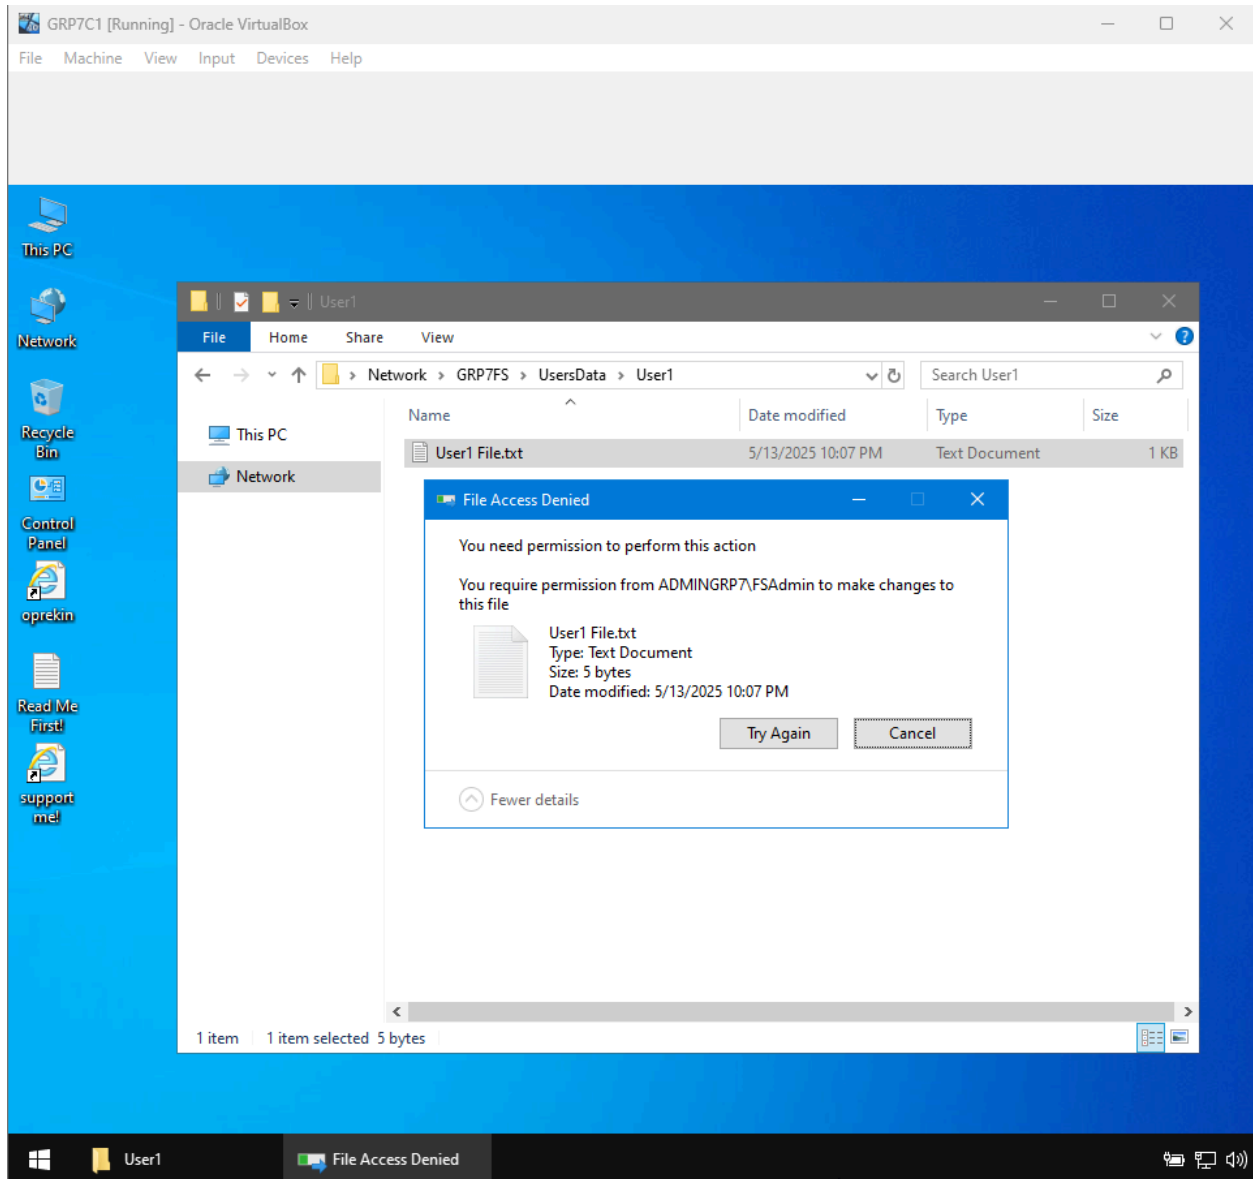 GRP7C1 [Running] - Oracle VirtualBox
File Machine View Input Devices Help
This PC
Network
Recycle
Bin
Control
Panel
oprekin
Read Me
First!
support
me!
User1
File Home Share View
Network > GRP7FS > UsersData > User1
Search User1
This PC
Network
Name Date modified Type Size
User1 File.txt 5/13/2025 10:07 PM Text Document 1 KB
File Access Denied
You need permission to perform this action
You require permission from ADMINGRP7\FSAdmin to make changes to
this file
User1 File.txt
Type: Text Document
Size: 5 bytes
Date modified: 5/13/2025 10:07 PM
Try Again Cancel
Fewer details
1 item 1 item selected 5 bytes
User1 File Access Denied